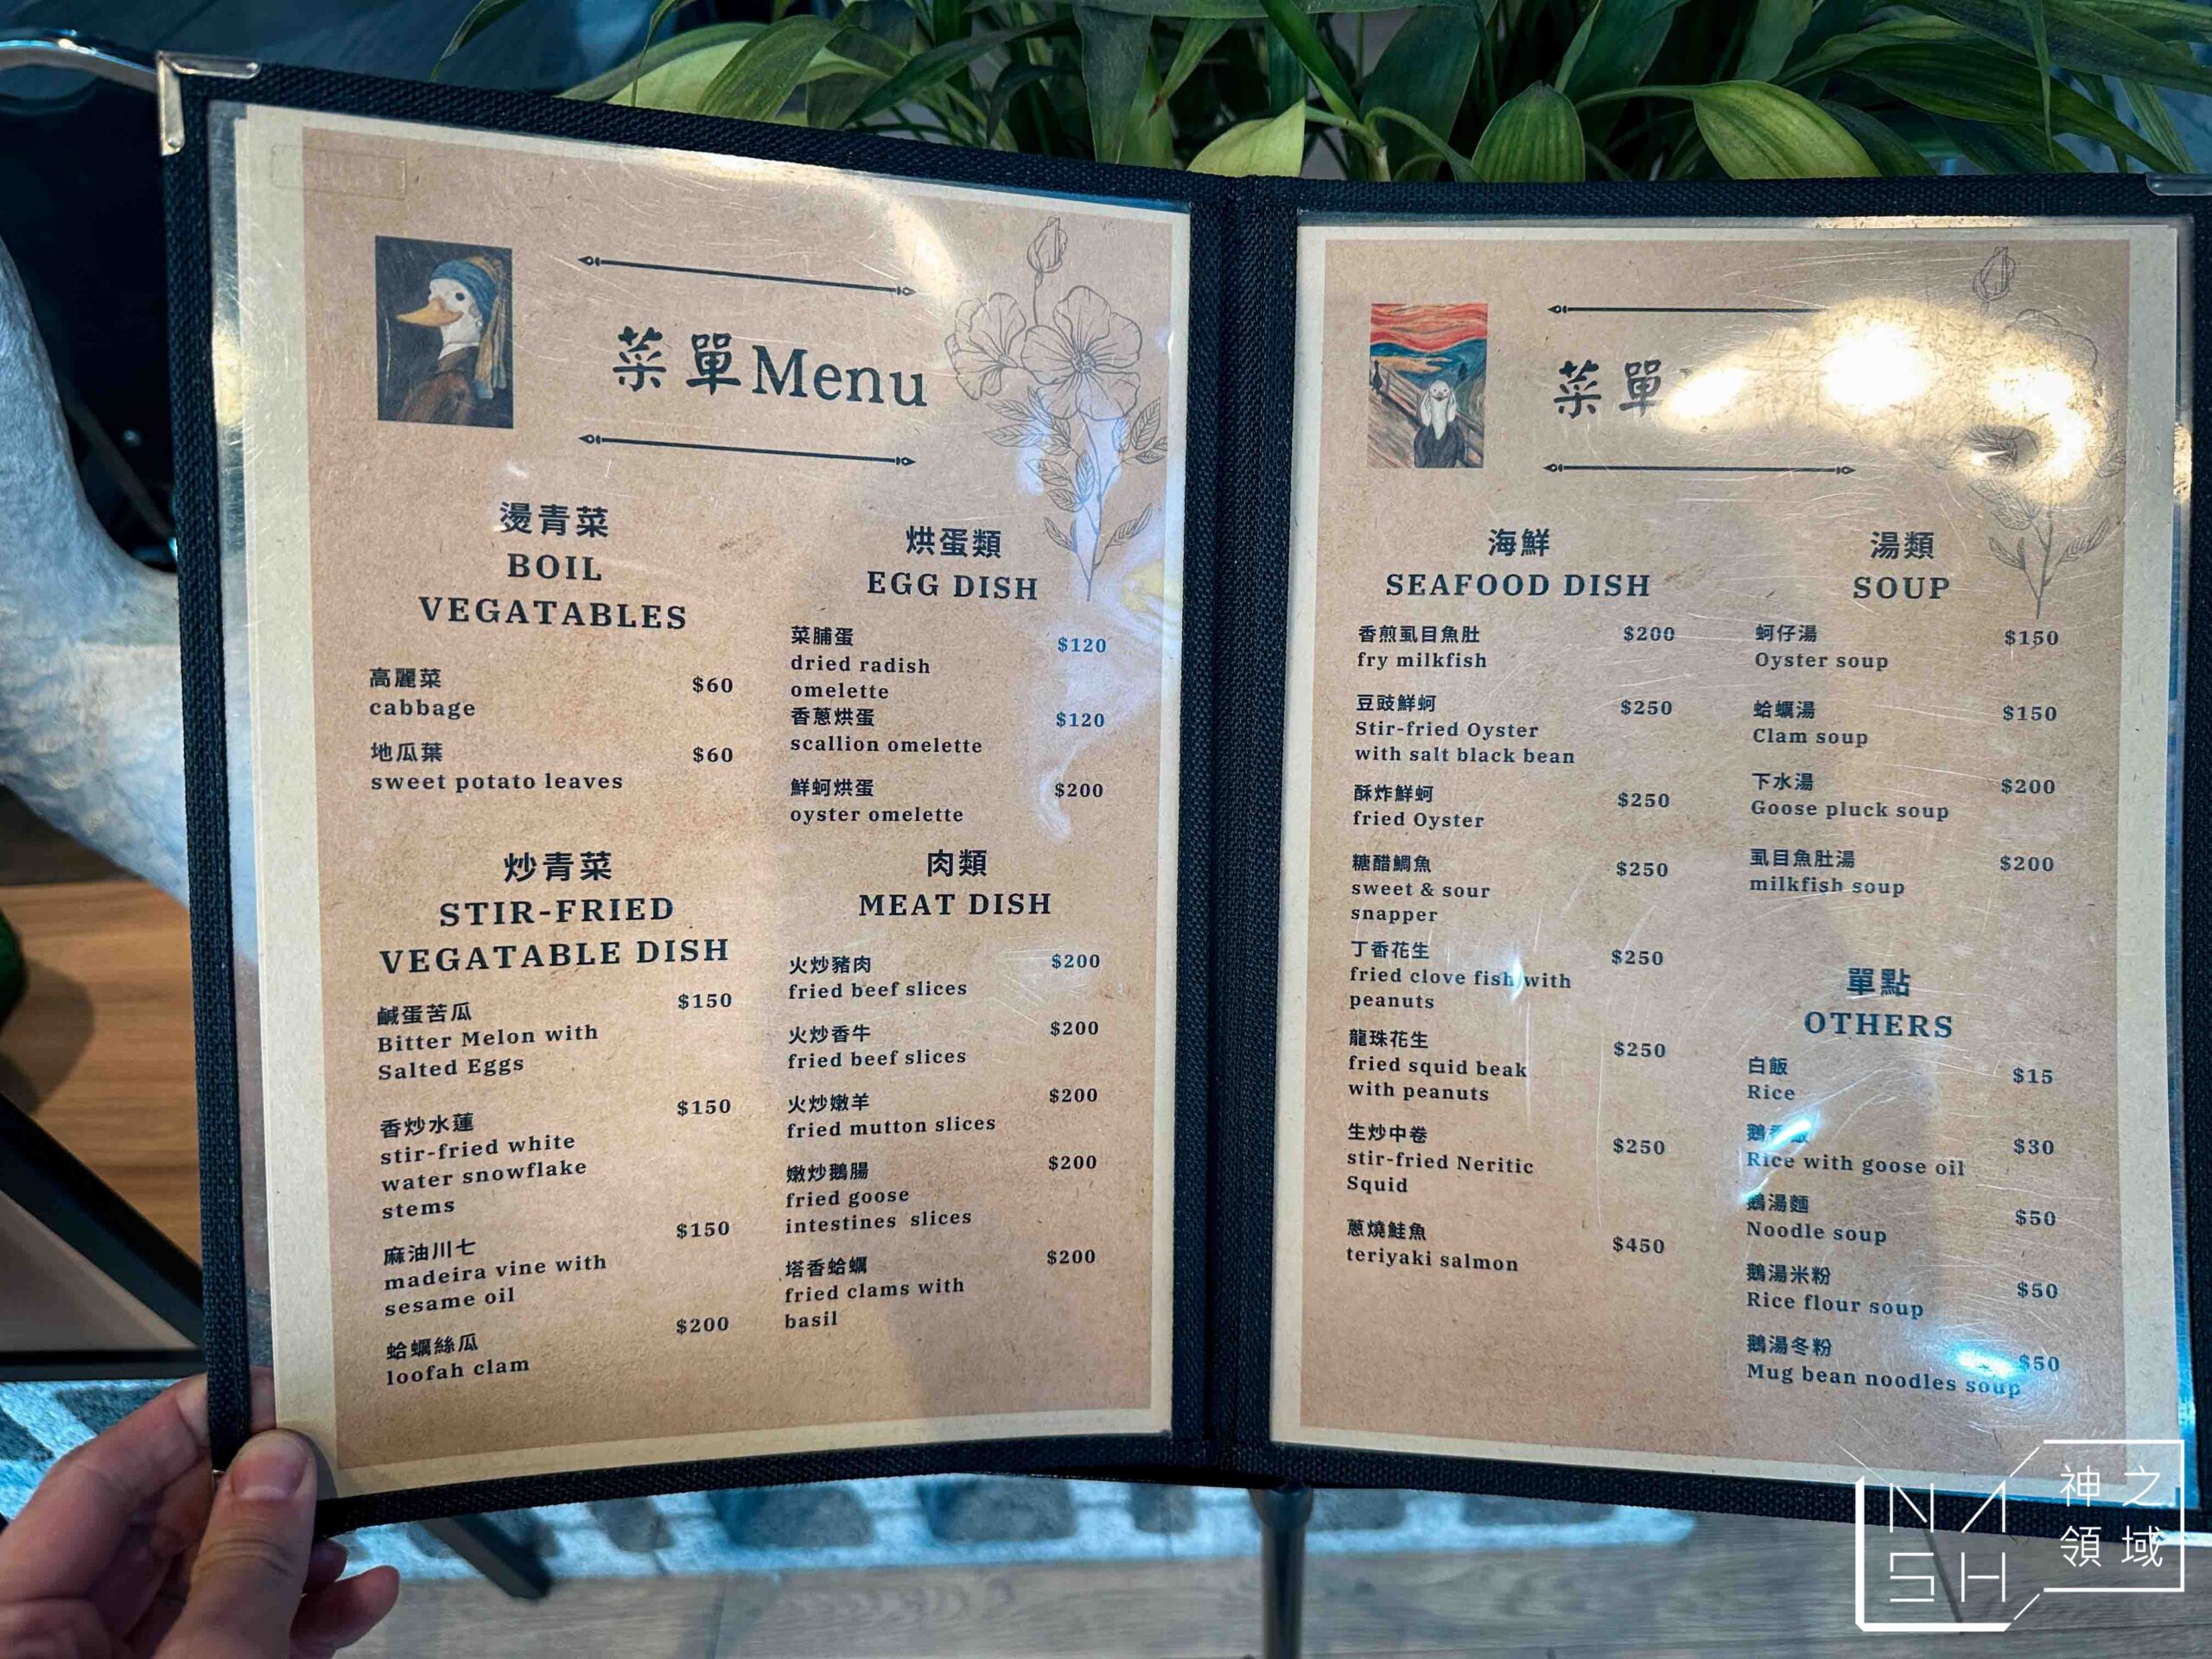 菜單Menu
燙青菜
BOIL
VEGATABLES
高麗菜
$60
cabbage
地瓜葉
$60
sweet potato leaves
炒青菜
STIR-FRIED
VEGATABLE DISH
鹹蛋苦瓜
$150
Bitter Melon with
Salted Eggs
香炒水蓮
$150
stir-fried white
water snowflake
stems
麻油川七
$150
madeira vine with
sesame oil
蛤蠣絲瓜
$200
loofah clam
烘蛋類
EGG DISH
菜脯蛋
$120
dried radish
omelette
香蔥烘蛋
$120
scallion omelette
鮮蚵烘蛋
$200
oyster omelette
肉類
MEAT DISH
火炒豬肉
$200
fried beef slices
火炒香牛
$200
fried beef slices
火炒嫩羊
$200
fried mutton slices
嫩炒鵝腸
$200
fried goose
intestines slices
塔香蛤蠣
$200
fried clams with
basil
菜單
海鮮
SEAFOOD DISH
香煎虱目魚肚
$200
fry milkfish
豆豉鮮蚵
$250
Stir-fried Oyster
with salt black bean
酥炸鮮蚵
$250
fried Oyster
糖醋鯛魚
$250
sweet & sour
snapper
丁香花生
$250
fried clove fish with
peanuts
龍珠花生
$250
fried squid beak
with peanuts
生炒中卷
$250
stir-fried Neritic
Squid
蔥燒鮭魚
$450
teriyaki salmon
湯類
SOUP
蚵仔湯
$150
Oyster soup
蛤蠣湯
$150
Clam soup
下水湯
$200
Goose pluck soup
虱目魚肚湯
$200
milkfish soup
單點
OTHERS
白飯
$15
Rice
$30
Rice with goose oil
鵝湯麵
$50
Noodle soup
鵝湯米粉
$50
Rice flour soup
鵝湯冬粉
$50
Mug bean noodles soup
NASH
神之
領域